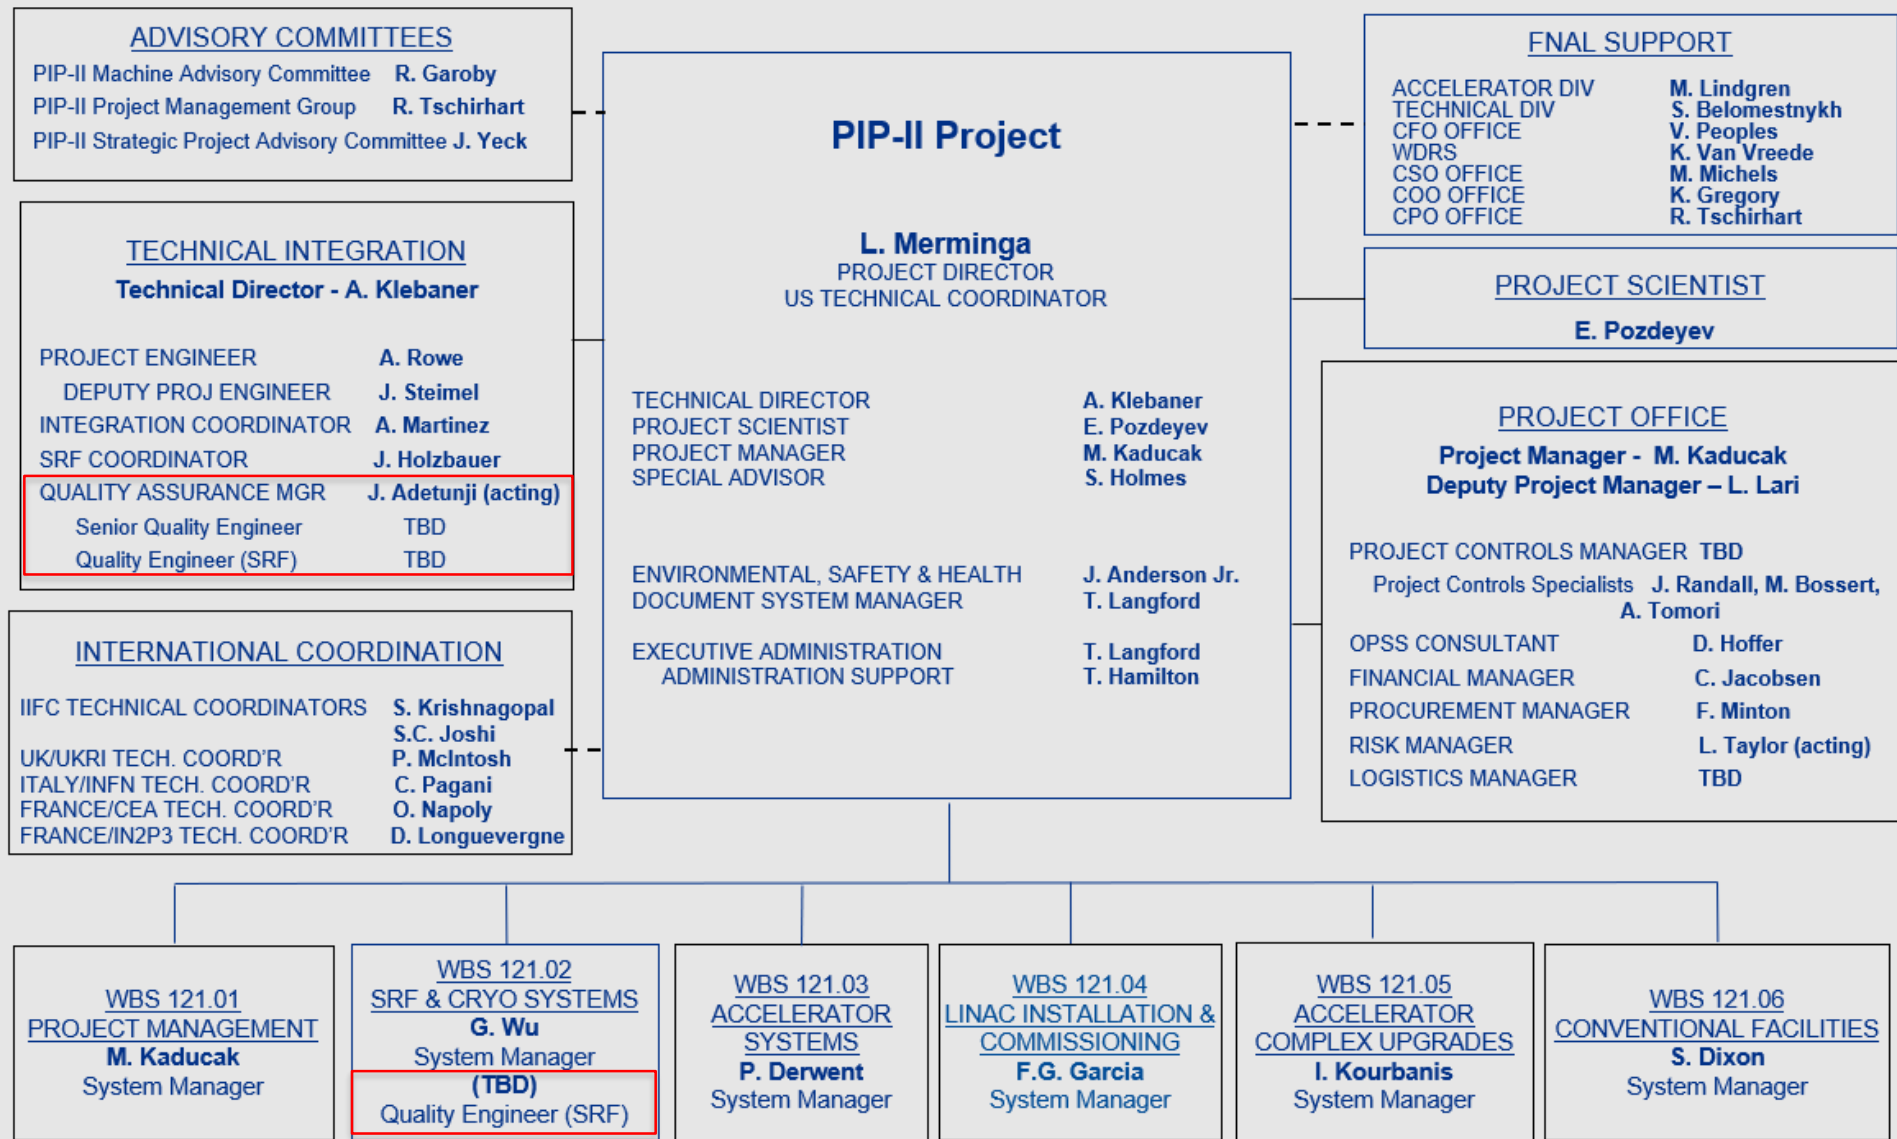 ADVISORY COMMITTEES
PIP-II Machine Advisory Committee R. Garoby
PIP-II Project Management Group R. Tschirhart
PIP-II Strategic Project Advisory Committee J. Yeck
TECHNICAL INTEGRATION
Technical Director - A. Klebaner
PROJECT ENGINEER A. Rowe
DEPUTY PROJ ENGINEER J. Steimel
INTEGRATION COORDINATOR A. Martinez
SRF COORDINATOR J. Holzbauer
QUALITY ASSURANCE MGR J. Adetunji (acting)
Senior Quality Engineer TBD
Quality Engineer (SRF) TBD
INTERNATIONAL COORDINATION
IIFC TECHNICAL COORDINATORS S. Krishnagopal
S.C. Joshi
UK/UKRI TECH. COORD'R P. McIntosh
ITALY/INFN TECH. COORD'R C. Pagani
FRANCE/CEA TECH. COORD'R O. Napoly
FRANCE/IN2P3 TECH. COORD'R D. Longuevergne
PIP-II Project
L. Merminga
PROJECT DIRECTOR
US TECHNICAL COORDINATOR
TECHNICAL DIRECTOR A. Klebaner
PROJECT SCIENTIST E. Pozdeyev
PROJECT MANAGER M. Kaducak
SPECIAL ADVISOR S. Holmes
ENVIRONMENTAL, SAFETY & HEALTH J. Anderson Jr.
DOCUMENT SYSTEM MANAGER T. Langford
EXECUTIVE ADMINISTRATION T. Langford
ADMINISTRATION SUPPORT T. Hamilton
FNAL SUPPORT
ACCELERATOR DIV M. Lindgren
TECHNICAL DIV S. Belomestnykh
CFO OFFICE V. Peoples
WDRS K. Van Vreede
CSO OFFICE M. Michels
COO OFFICE K. Gregory
CPO OFFICE R. Tschirhart
PROJECT SCIENTIST
E. Pozdeyev
PROJECT OFFICE
Project Manager - M. Kaducak
Deputy Project Manager – L. Lari
PROJECT CONTROLS MANAGER TBD
Project Controls Specialists J. Randall, M. Bossert,
A. Tomori
OPSS CONSULTANT D. Hoffer
FINANCIAL MANAGER C. Jacobsen
PROCUREMENT MANAGER F. Minton
RISK MANAGER L. Taylor (acting)
LOGISTICS MANAGER TBD
WBS 121.01
PROJECT MANAGEMENT
M. Kaducak
System Manager
WBS 121.02
SRF & CRYO SYSTEMS
G. Wu
System Manager
(TBD)
Quality Engineer (SRF)
WBS 121.03
ACCELERATOR
SYSTEMS
P. Derwent
System Manager
WBS 121.04
LINAC INSTALLATION &
COMMISSIONING
F.G. Garcia
System Manager
WBS 121.05
ACCELERATOR
COMPLEX UPGRADES
I. Kourbanis
System Manager
WBS 121.06
CONVENTIONAL FACILITIES
S. Dixon
System Manager